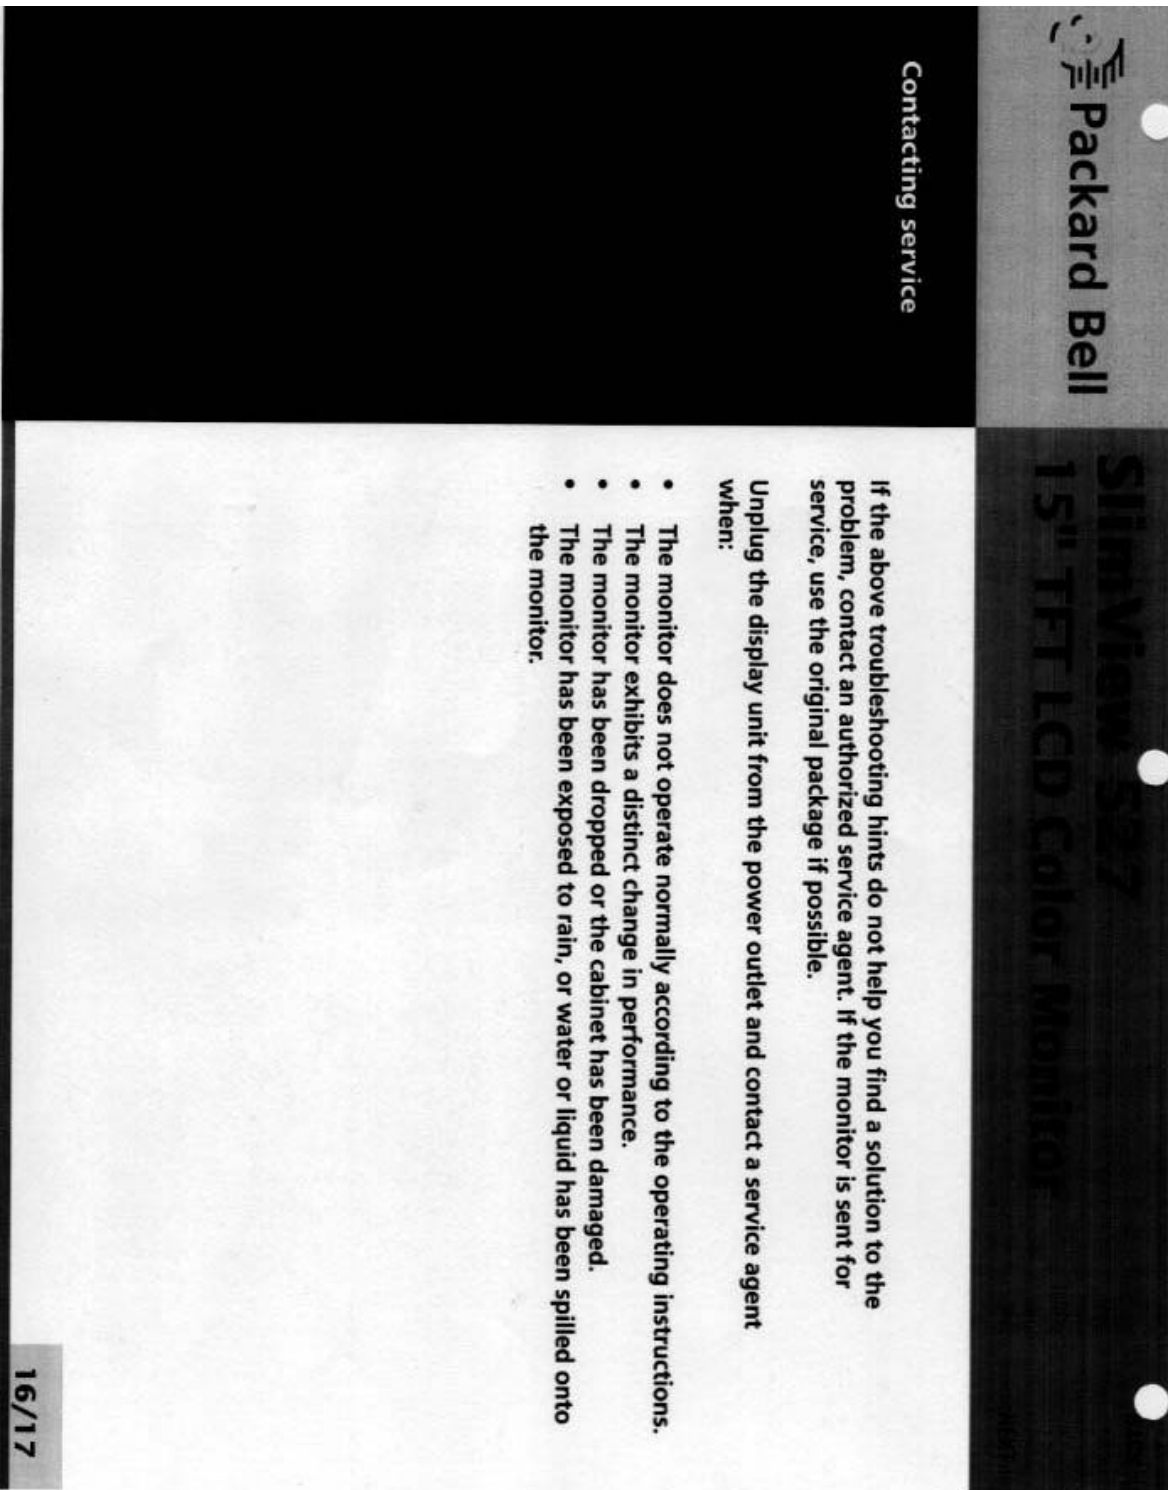 Packard Bell
SlimView 527
15" TFT LCD Color Monitor
Contacting service
If the above troubleshooting hints do not help you find a solution to the
problem, contact an authorized service agent. If the monitor is sent for
service, use the original package if possible.
Unplug the display unit from the power outlet and contact a service agent
when:
• The monitor does not operate normally according to the operating instructions.
• The monitor exhibits a distinct change in performance.
• The monitor has been dropped or the cabinet has been damaged.
• The monitor has been exposed to rain, or water or liquid has been spilled onto
the monitor.
16/17